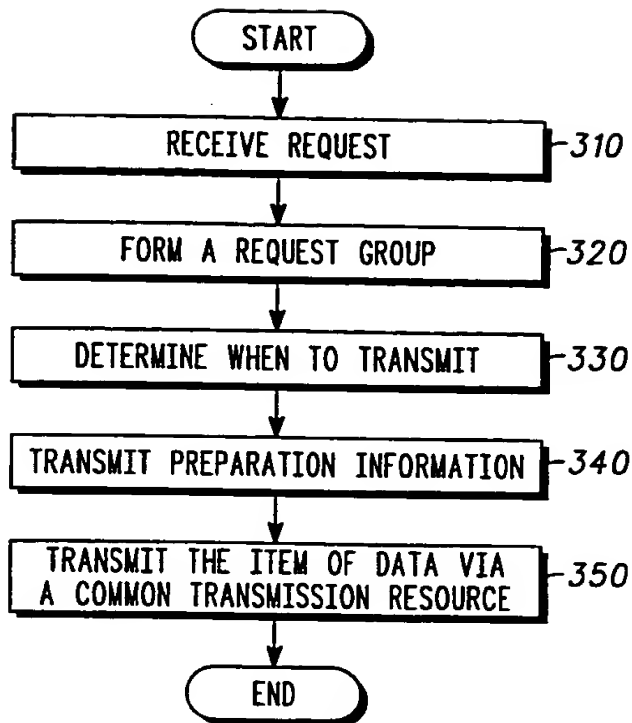 START
RECEIVE REQUEST 310
FORM A REQUEST GROUP 320
DETERMINE WHEN TO TRANSMIT 330
TRANSMIT PREPARATION INFORMATION 340
TRANSMIT THE ITEM OF DATA VIA
A COMMON TRANSMISSION RESOURCE 350
END